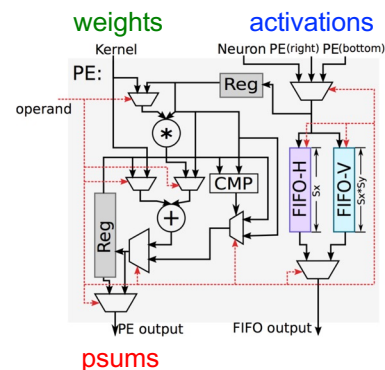 weights activations
Kernel Neuron PE(right) PE(bottom)
PE:
Reg
operand
*
CMP
FIFO-H
Sx
FIFO-V
Sx*Sy
Reg
+
PE output FIFO output
psums